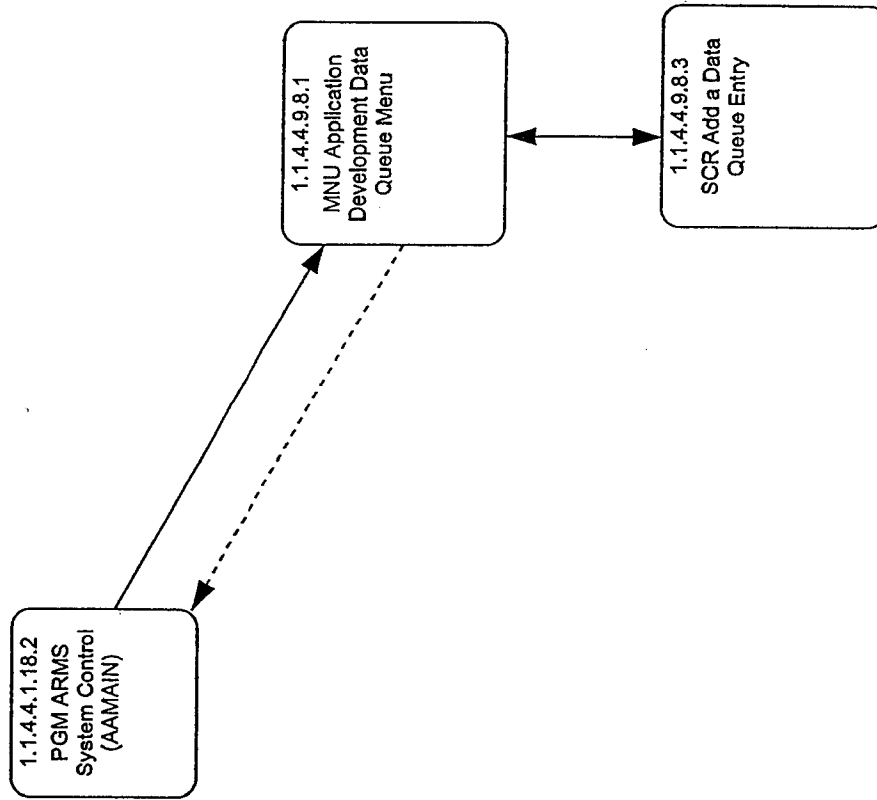 1.1.4.4.1.18.2
PGM ARMS
System Control
(AAMAIN)
1.1.4.4.9.8.1
MNU Application
Development Data
Queue Menu
1.1.4.4.9.8.3
SCR Add a Data
Queue Entry